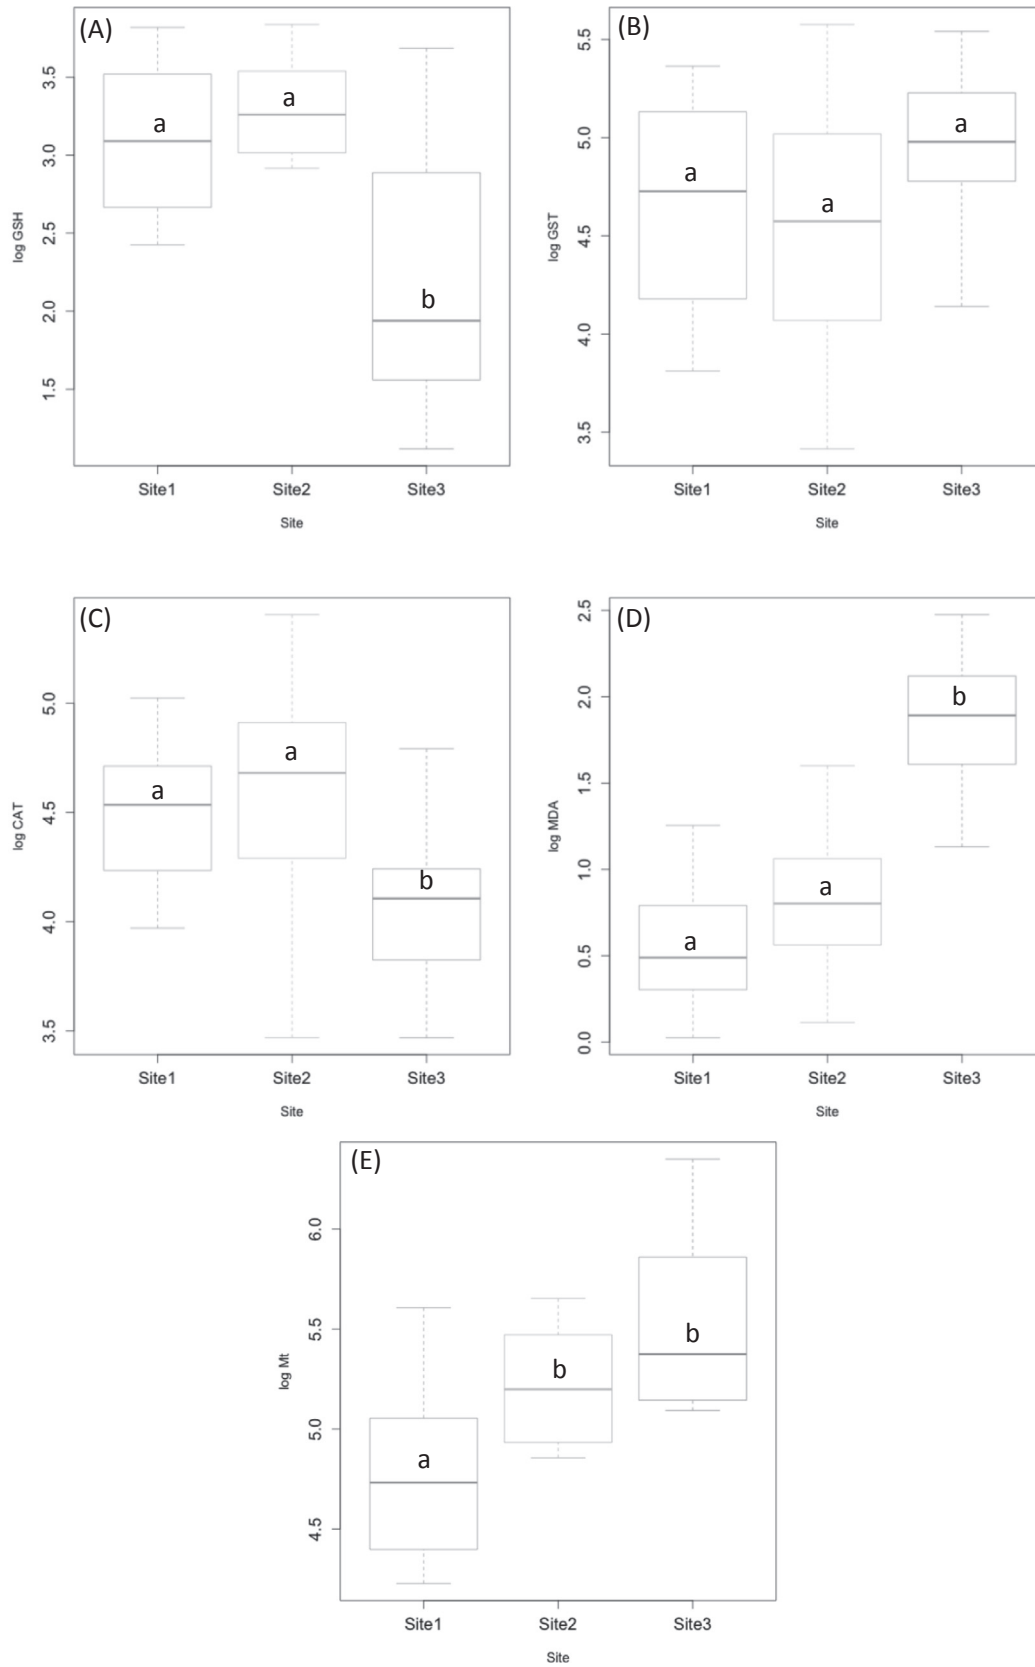 (A)
log GSH
3.5
3.0
2.5
2.0
1.5
a
a
b
Site1
Site2
Site3
Site
(B)
log GST
5.5
5.0
4.5
4.0
3.5
a
a
a
Site1
Site2
Site3
Site
(C)
log CAT
5.0
4.5
4.0
3.5
a
a
b
Site1
Site2
Site3
Site
(D)
log MDA
2.5
2.0
1.5
1.0
0.5
0.0
a
a
b
Site1
Site2
Site3
Site
(E)
log Mt
6.0
5.5
5.0
4.5
a
b
b
Site1
Site2
Site3
Site